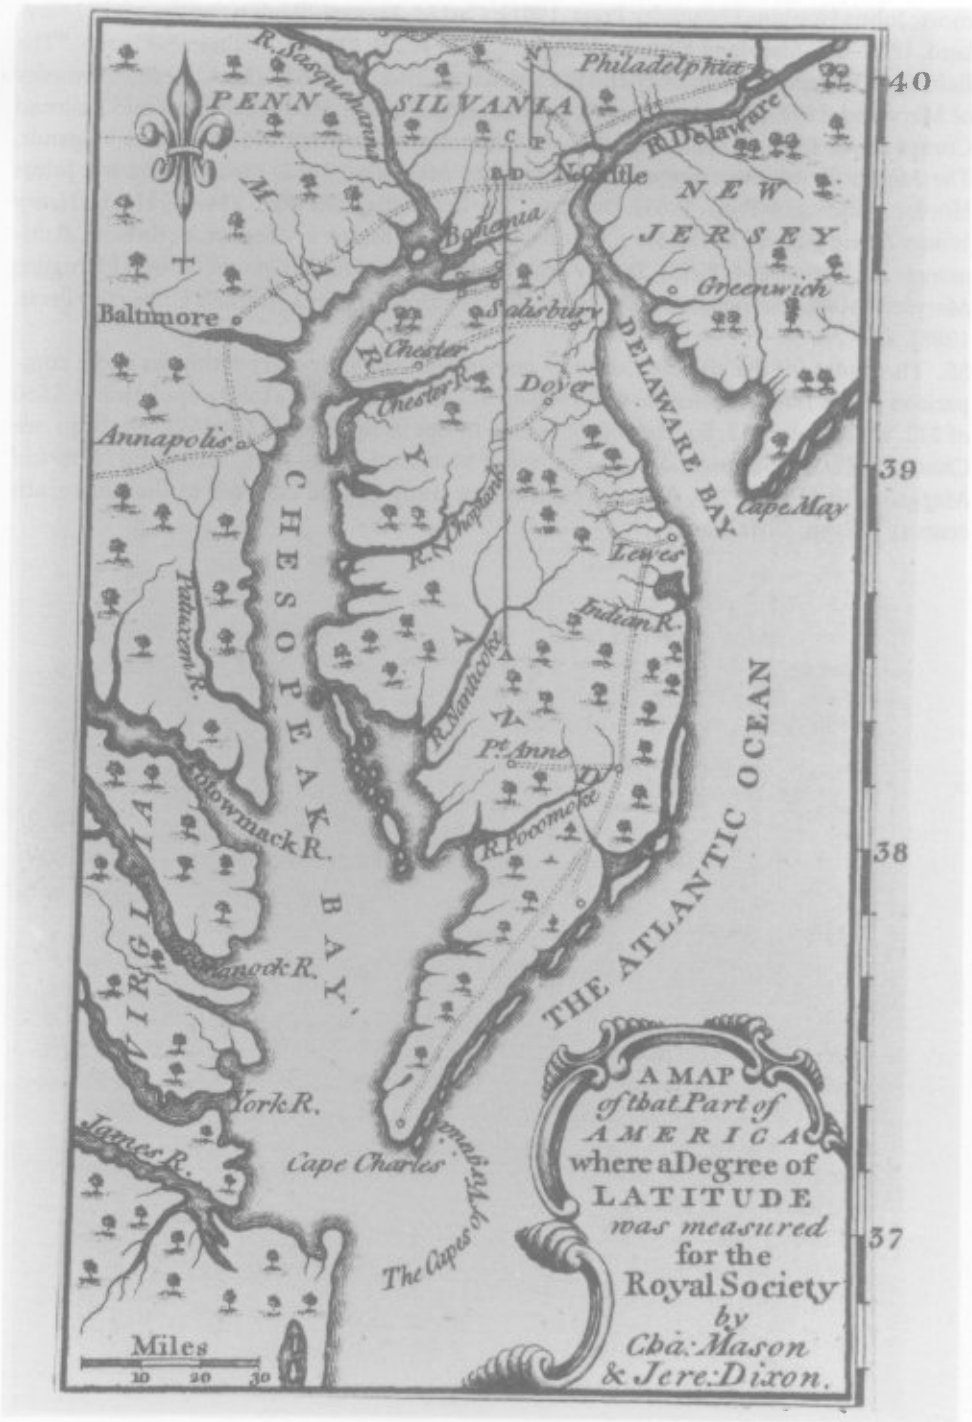 R. Sasquehanna
PENN SILVANIA
N
Philadelphia
40
R. Delaware
C
P
B D
N. Castle
NEW
JERSEY
MARYLA N D
Bohemia
Greenwich
Baltimore
Salisbury
DELAWARE BAY
Chester
Chester R.
Dover
Annapolis
39
Cape May
CHESOPEAK BAY
R. Choptank
Lewes
Patuxent R.
Indian R.
A
R. Nanticoke
Pt. Anne
THE ATLANTIC OCEAN
Potowmack R.
R. Pocomoke
38
VIRGINIA
York R.
James R.
Cape Charles
The Capes of Virginia
37
A MAP
of that Part of
AMERICA
where a Degree of
LATITUDE
was measured
for the
Royal Society
by
Cha: Mason
& Jere: Dixon.
Miles
10 20 30